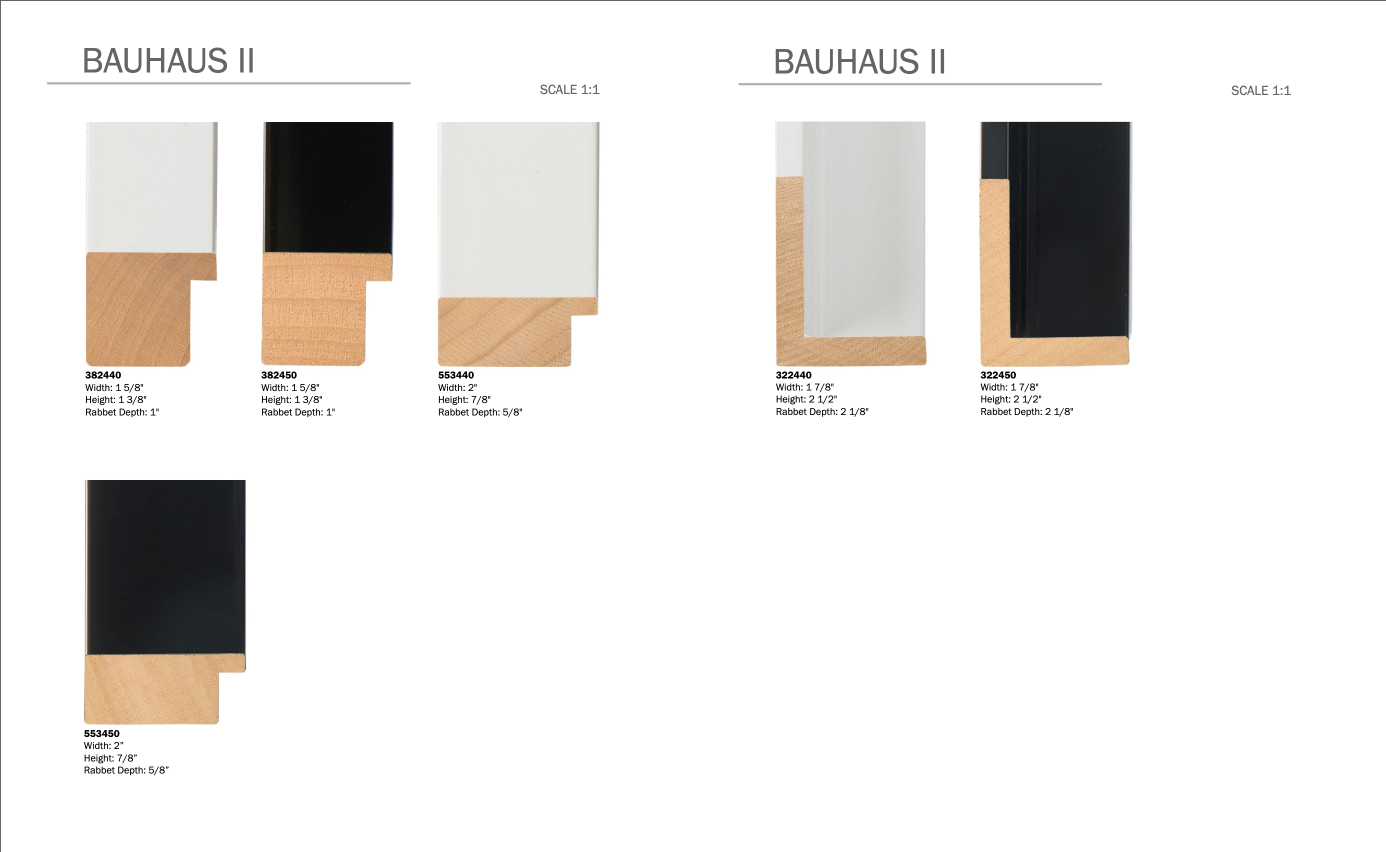 BAUHAUS II
SCALE 1:1
382440
Width: 1 5/8"
Height: 1 3/8"
Rabbet Depth: 1"
382450
Width: 1 5/8"
Height: 1 3/8"
Rabbet Depth: 1"
553440
Width: 2"
Height: 7/8"
Rabbet Depth: 5/8"
553450
Width: 2”
Height: 7/8”
Rabbet Depth: 5/8”
BAUHAUS II
SCALE 1:1
322440
Width: 1 7/8"
Height: 2 1/2"
Rabbet Depth: 2 1/8"
322450
Width: 1 7/8"
Height: 2 1/2"
Rabbet Depth: 2 1/8"